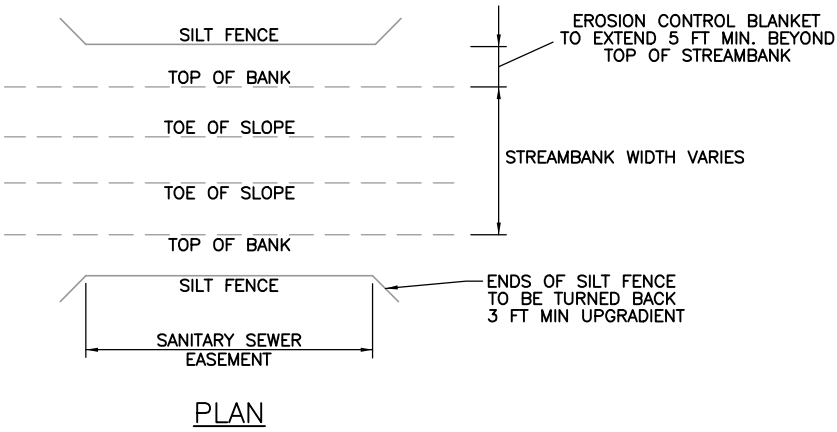 EROSION CONTROL BLANKET
TO EXTEND 5 FT MIN. BEYOND
TOP OF STREAMBANK
SILT FENCE
TOP OF BANK
TOE OF SLOPE
STREAMBANK WIDTH VARIES
TOE OF SLOPE
TOP OF BANK
SILT FENCE
ENDS OF SILT FENCE
TO BE TURNED BACK
3 FT MIN UPGRADIENT
SANITARY SEWER
EASEMENT
PLAN